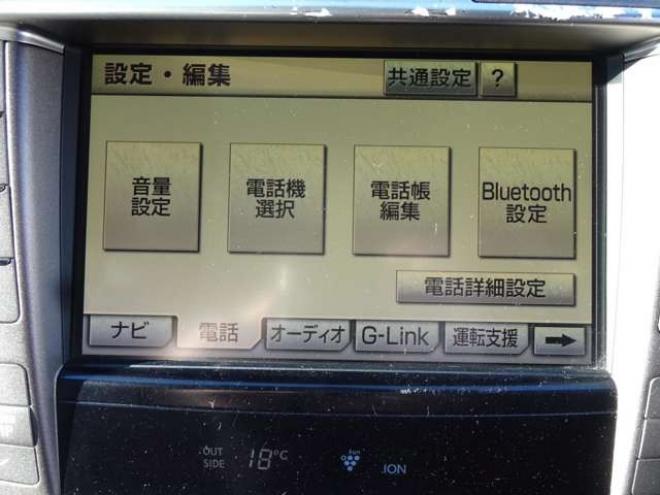 設定・編集
共通設定 ?
音量
設定
電話機
選択
電話帳
編集
Bluetooth
設定
電話詳細設定
ナビ 電話 オーディオ G-Link 運転支援
OUT
SIDE 18°C
ION